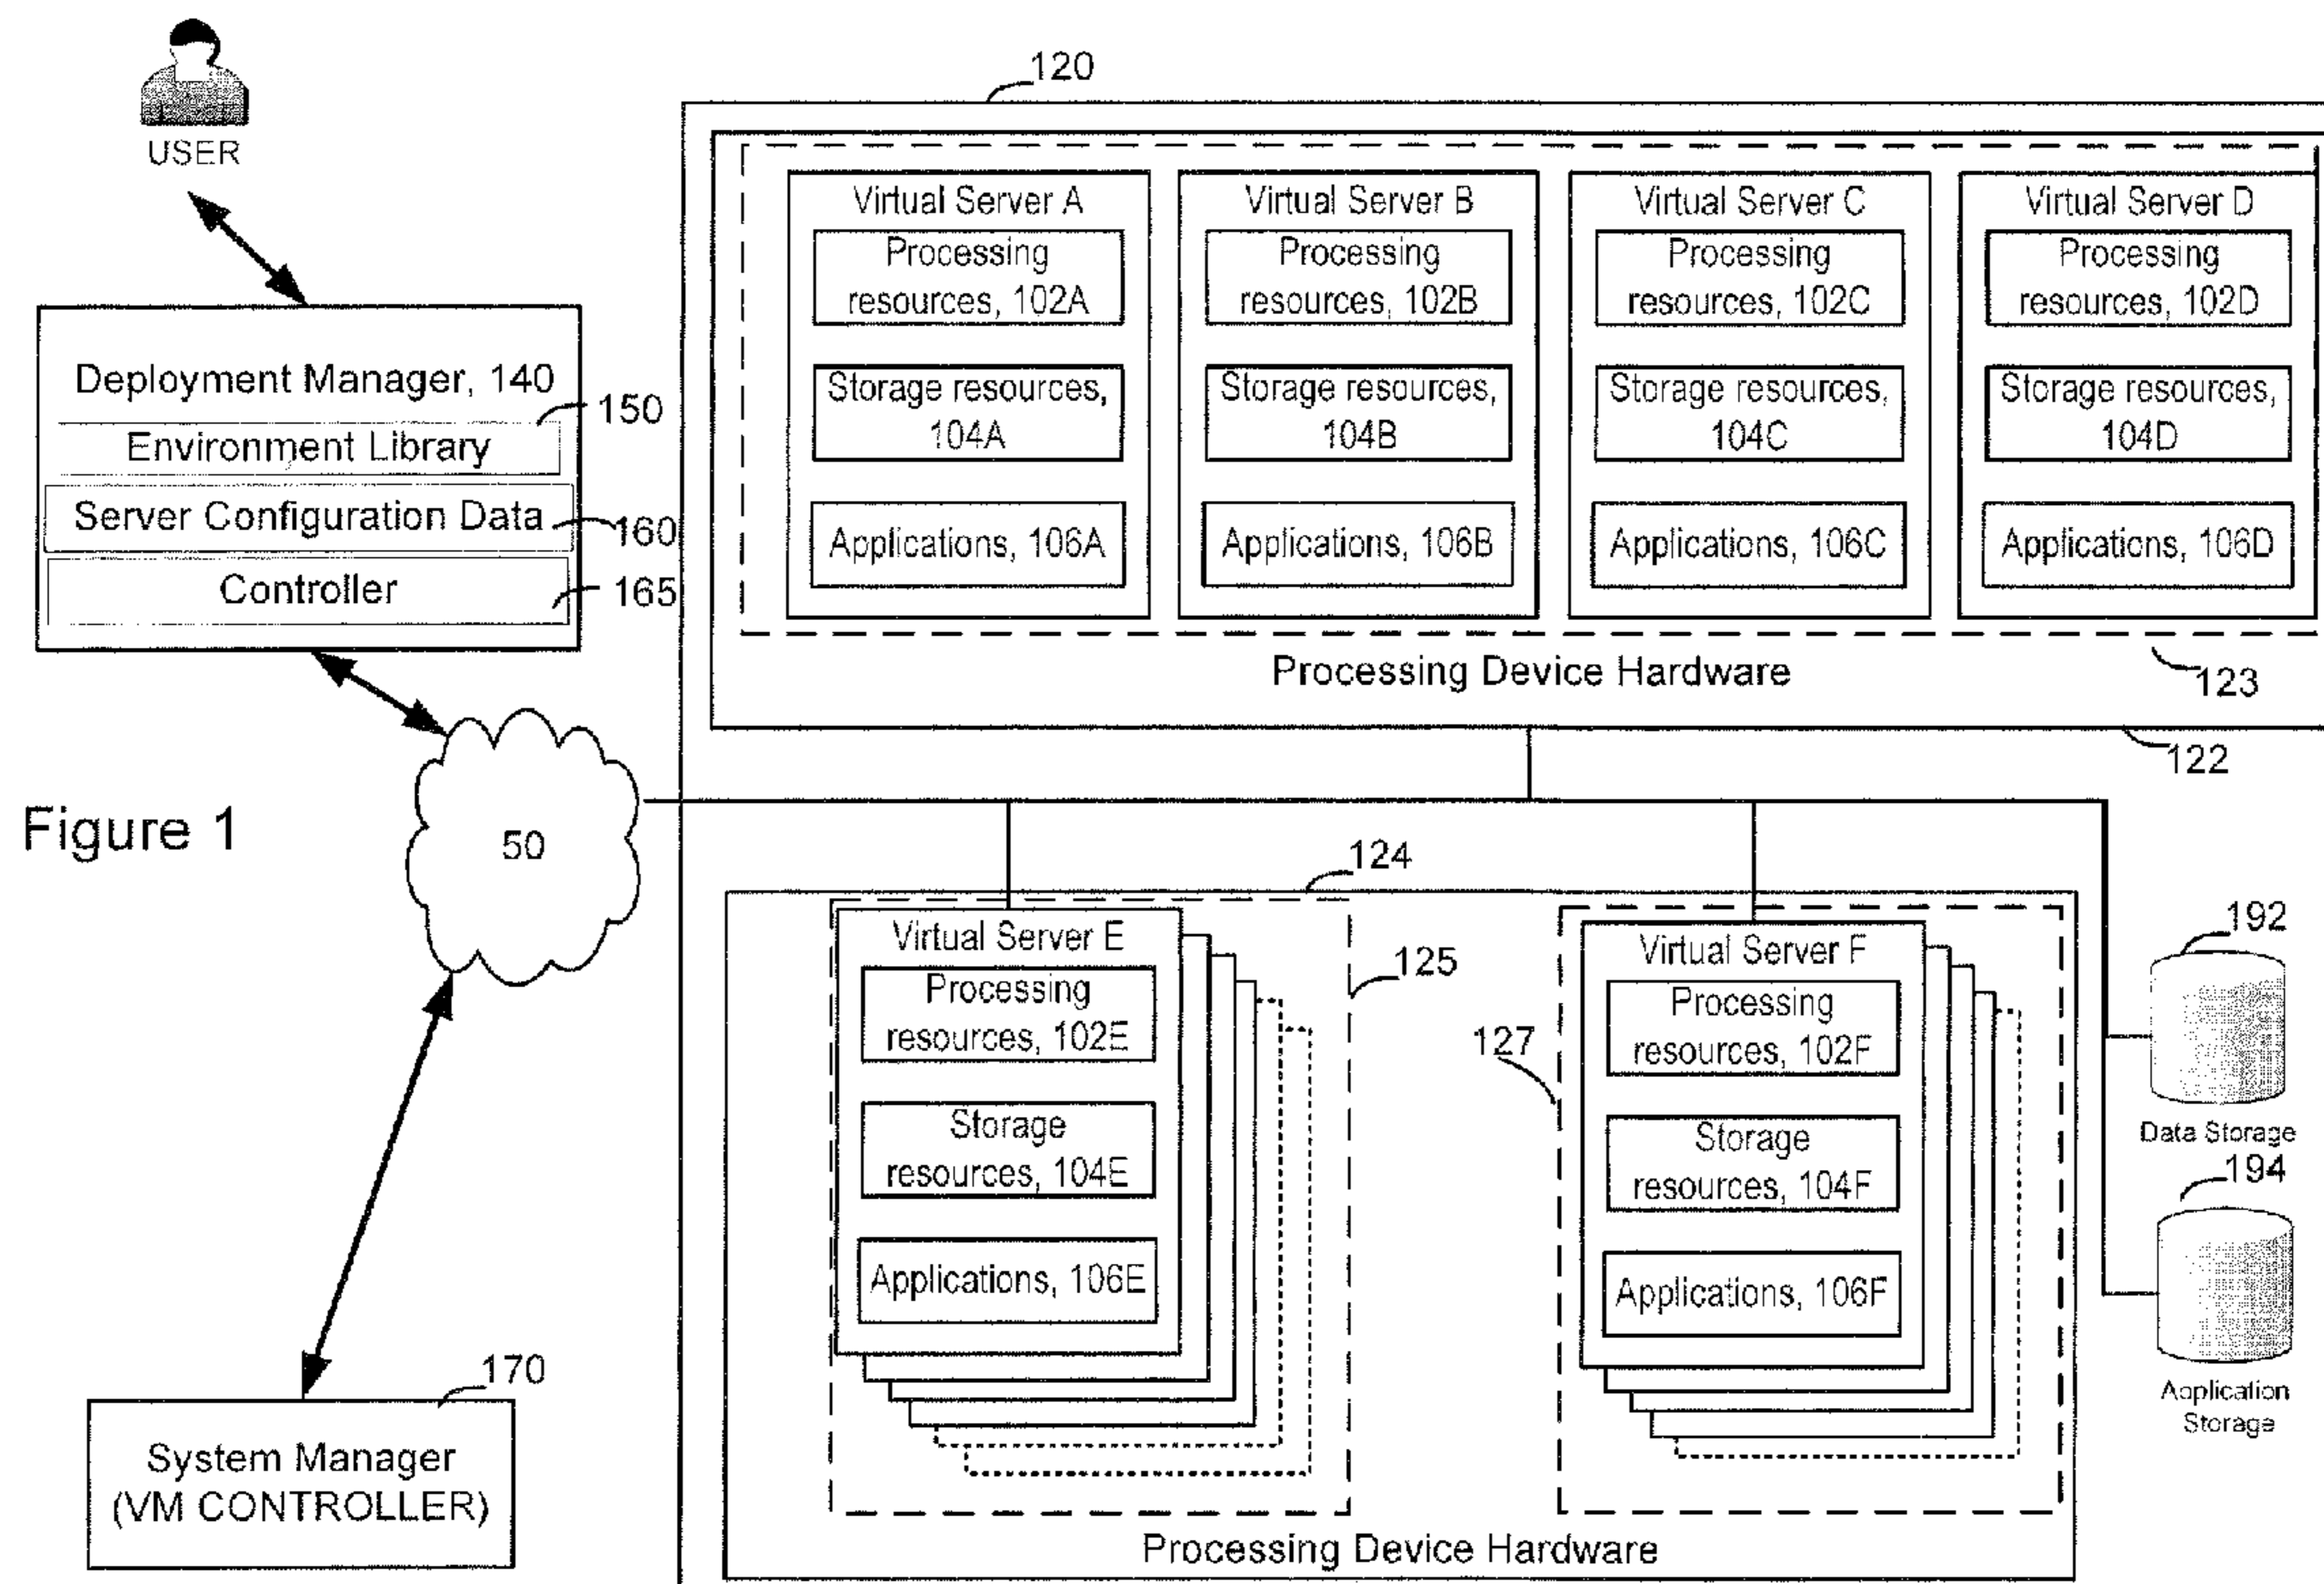 USER
Deployment Manager, 140
Environment Library
150
Server Configuration Data
160
Controller
165
Figure 1
50
170
System Manager
(VM CONTROLLER)
120
Virtual Server A
Processing
resources, 102A
Storage resources,
104A
Applications, 106A
Virtual Server B
Processing
resources, 102B
Storage resources,
104B
Applications, 106B
Virtual Server C
Processing
resources, 102C
Storage resources,
104C
Applications, 106C
Virtual Server D
Processing
resources, 102D
Storage resources,
104D
Applications, 106D
Processing Device Hardware
123
122
124
Virtual Server E
Processing
resources, 102E
Storage
resources, 104E
Applications, 106E
125
127
Virtual Server F
Processing
resources, 102F
Storage
resources, 104F
Applications, 106F
Processing Device Hardware
192
Data Storage
194
Application
Storage